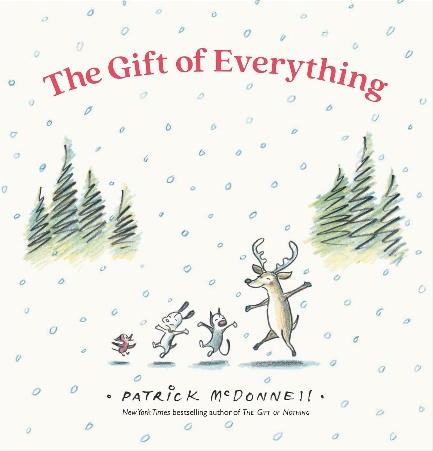 The Gift of Everything
• PATRICK McDONNEll •
New York Times bestselling author of THE GIFT OF NOTHING